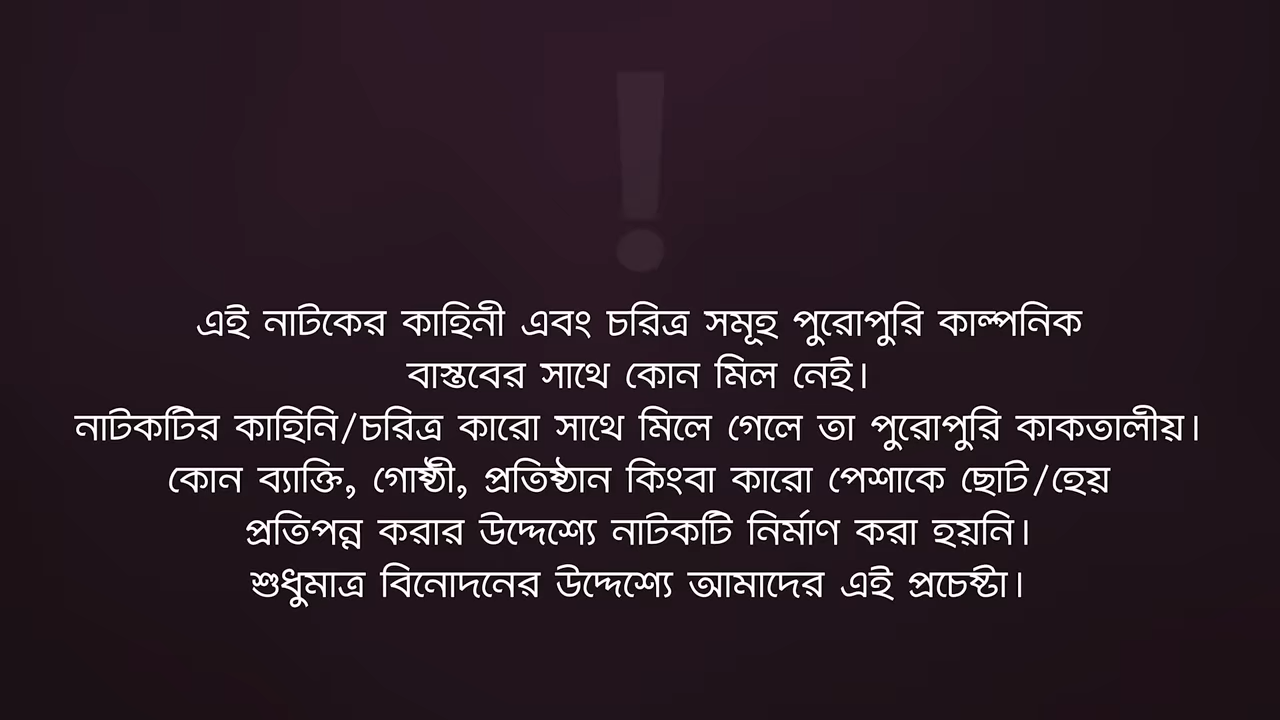 এই নাটকের কাহিনী এবং চরিত্র সমূহ পুরোপুরি কাল্পনিক
বাস্তবের সাথে কোন মিল নেই।
নাটকটির কাহিনি/চরিত্র কারো সাথে মিলে গেলে তা পুরোপুরি কাকতালীয়।
কোন ব্যাক্তি, গোষ্ঠী, প্রতিষ্ঠান কিংবা কারো পেশাকে ছোট/হেয়
প্রতিপন্ন করার উদ্দেশ্যে নাটকটি নির্মাণ করা হয়নি।
শুধুমাত্র বিনোদনের উদ্দেশ্যে আমাদের এই প্রচেষ্টা।